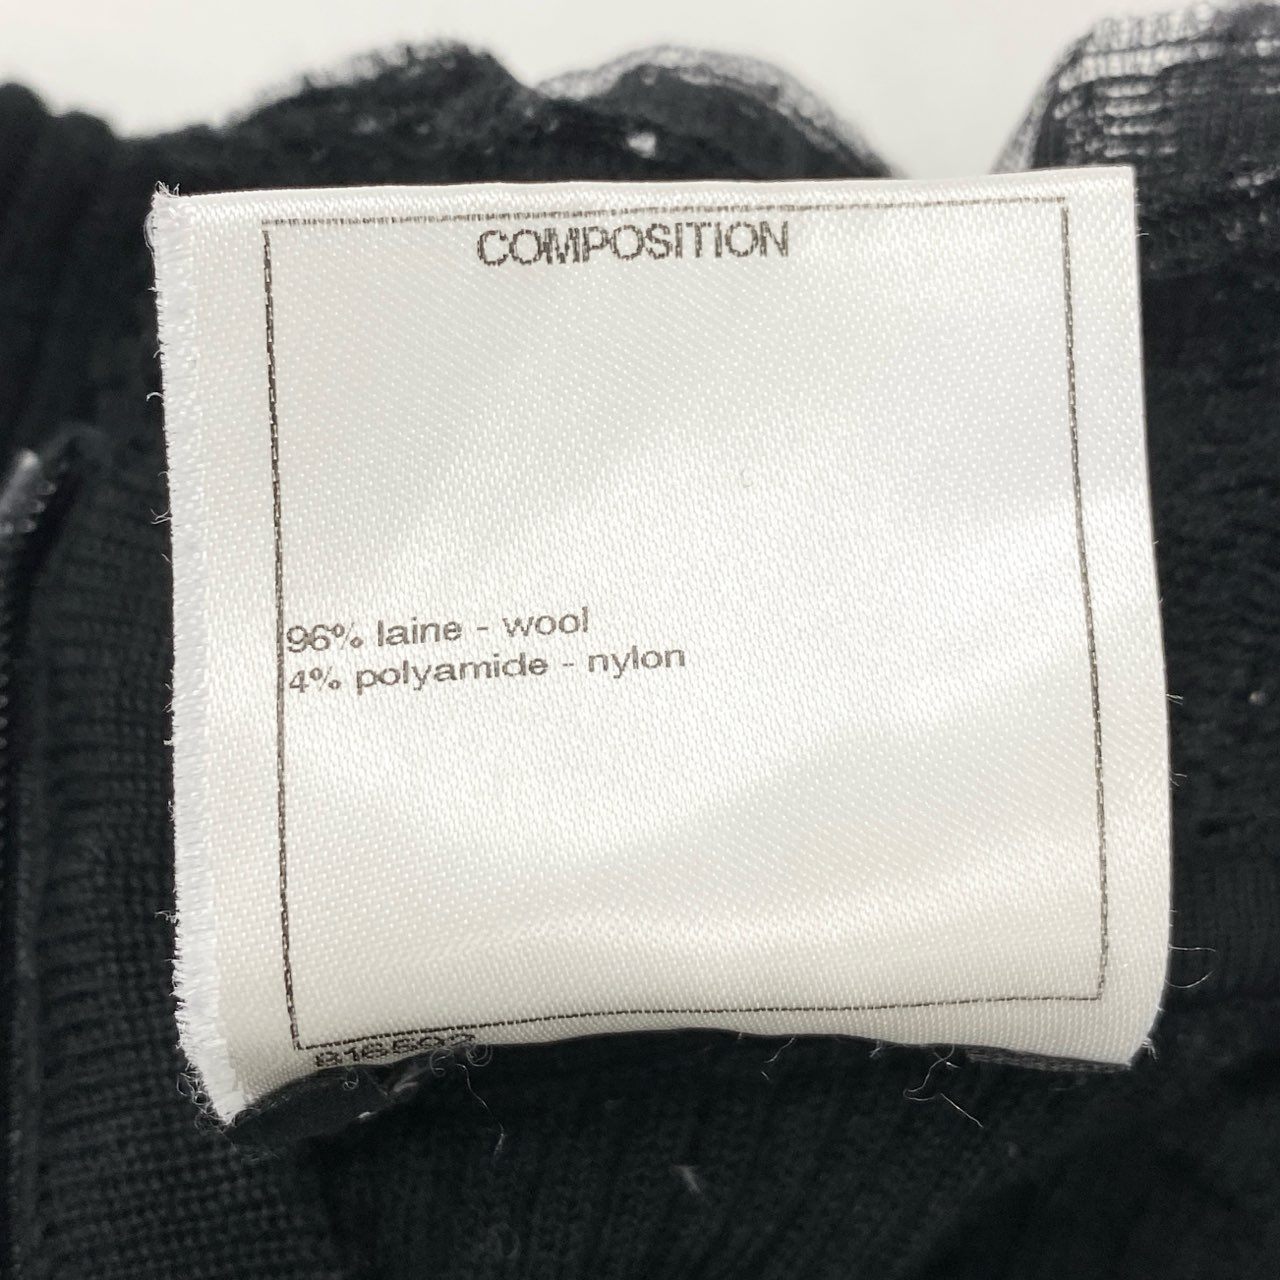 COMPOSITION
96% laine - wool
4% polyamide - nylon